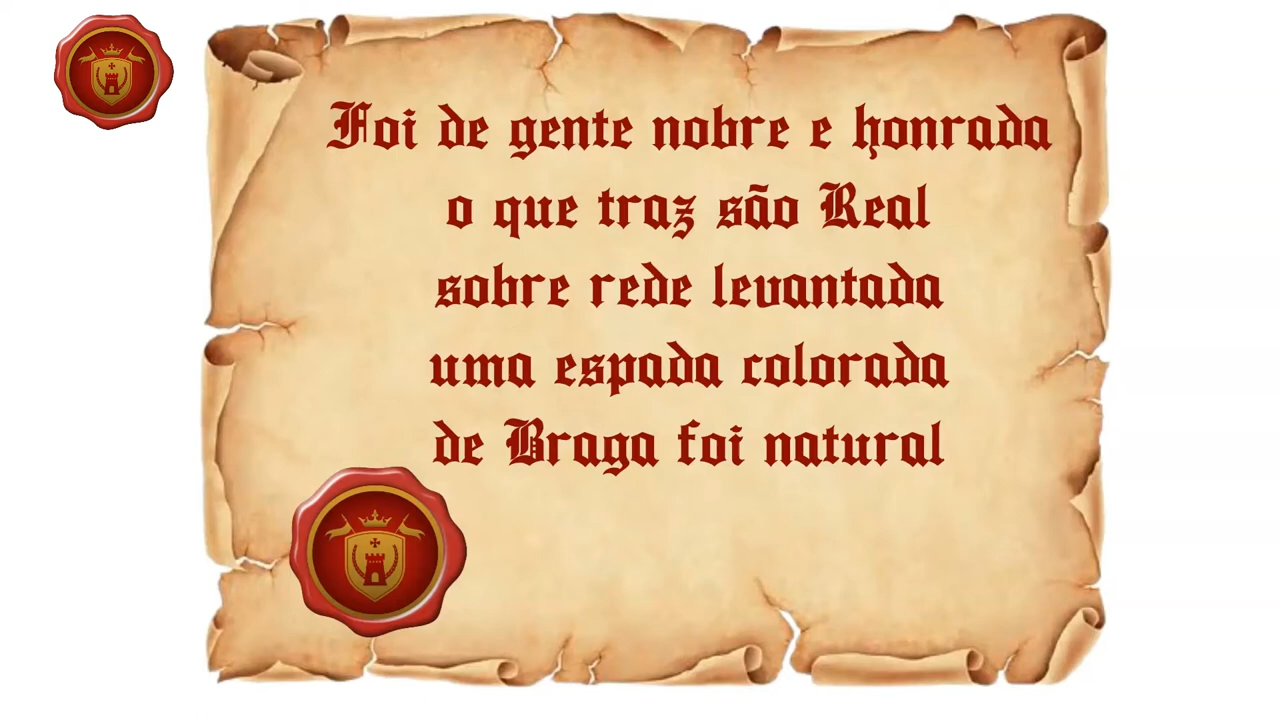 Foi de gente nobre e honrada
o que traz são Real
sobre rede levantada
uma espada colorada
de Braga foi natural